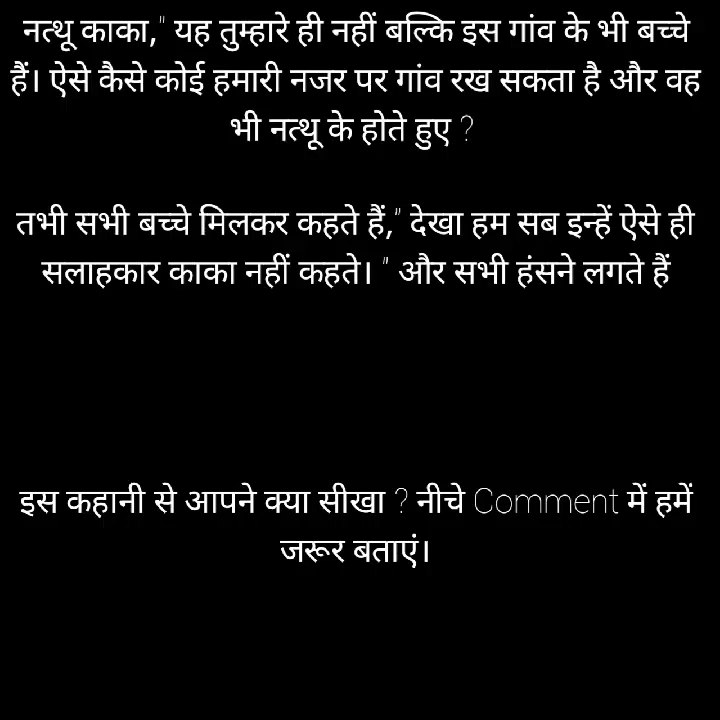 नत्थू काका," यह तुम्हारे ही नहीं बल्कि इस गांव के भी बच्चे
हैं। ऐसे कैसे कोई हमारी नजर पर गांव रख सकता है और वह
भी नत्थू के होते हुए ?
तभी सभी बच्चे मिलकर कहते हैं," देखा हम सब इन्हें ऐसे ही
सलाहकार काका नहीं कहते। " और सभी हंसने लगते हैं
इस कहानी से आपने क्या सीखा ? नीचे Comment में हमें
जरूर बताएं।